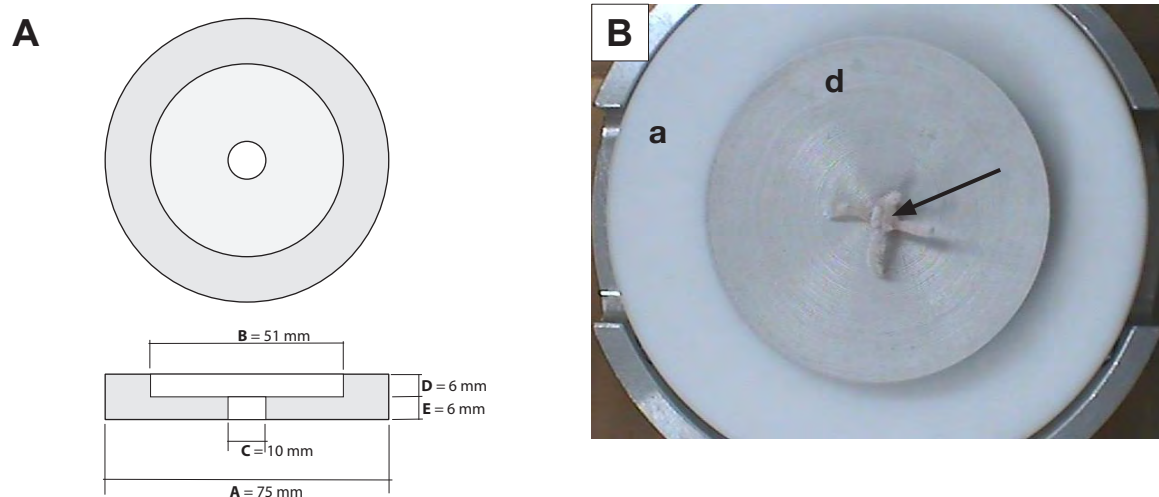 A
B = 51 mm
D = 6 mm
E = 6 mm
C = 10 mm
A = 75 mm
B
d
a